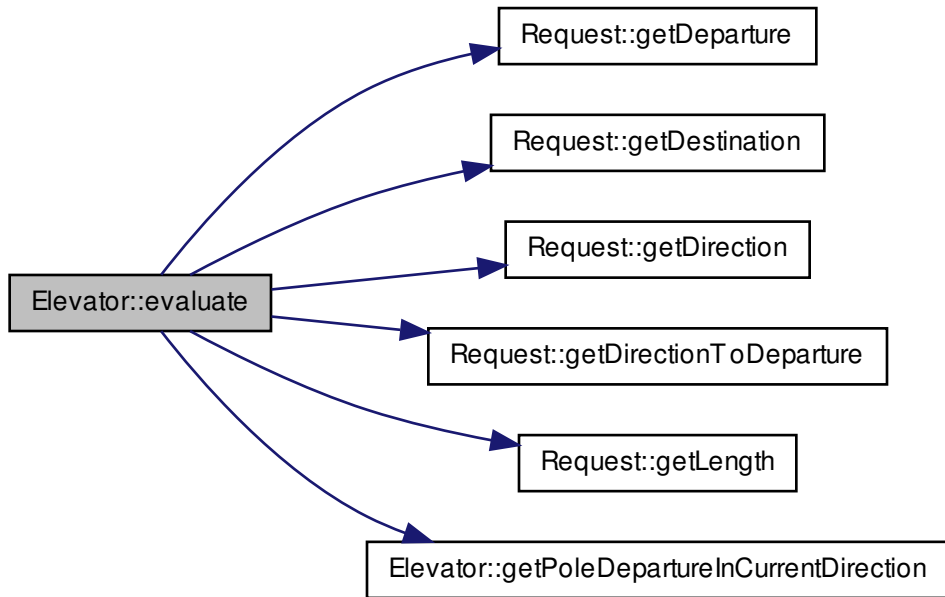 Request::getDeparture
Request::getDestination
Request::getDirection
Elevator::evaluate
Request::getDirectionToDeparture
Request::getLength
Elevator::getPoleDepartureInCurrentDirection